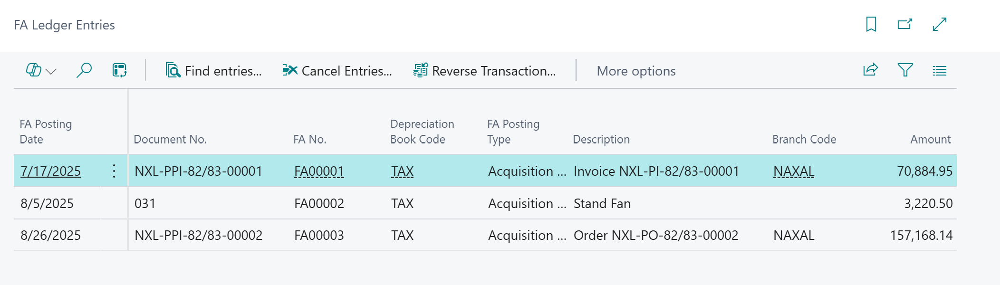 FA Ledger Entries
Find entries... Cancel Entries... Reverse Transaction... More options
FA Posting Date Document No. FA No. Depreciation Book Code FA Posting Type Description Branch Code Amount
7/17/2025 NXL-PPI-82/83-00001 FA00001 TAX Acquisition ... Invoice NXL-PI-82/83-00001 NAXAL 70,884.95
8/5/2025 031 FA00002 TAX Acquisition ... Stand Fan 3,220.50
8/26/2025 NXL-PPI-82/83-00002 FA00003 TAX Acquisition ... Order NXL-PO-82/83-00002 NAXAL 157,168.14